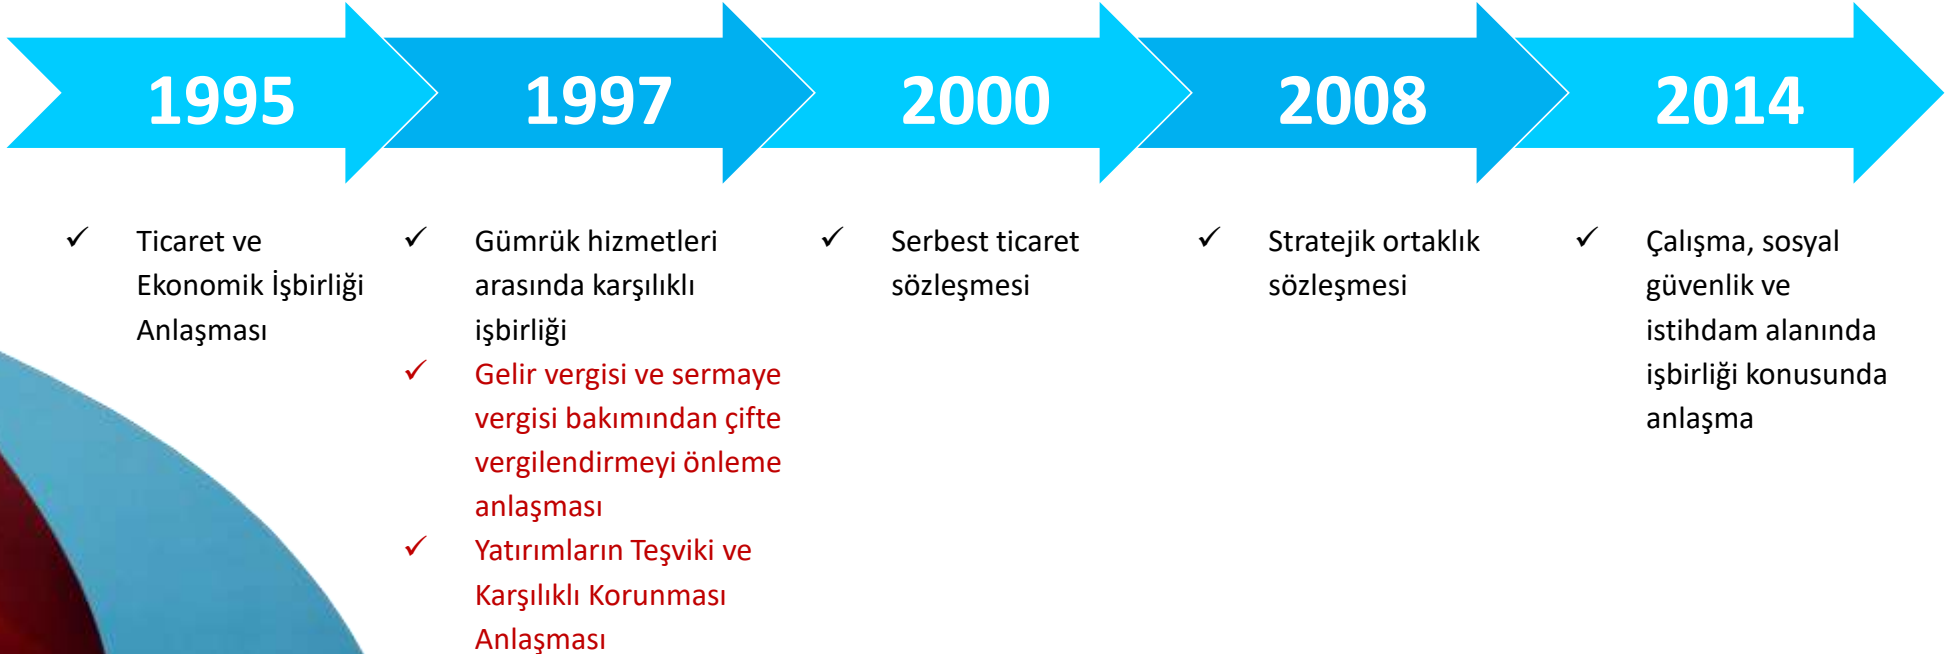 1995
1997
2000
2008
2014
✓ Ticaret ve
Ekonomik İşbirliği
Anlaşması
✓ Gümrük hizmetleri
arasında karşılıklı
işbirliği
✓ Gelir vergisi ve sermaye
vergisi bakımından çifte
vergilendirmeyi önleme
anlaşması
✓ Yatırımların Teşviki ve
Karşılıklı Korunması
Anlaşması
✓ Serbest ticaret
sözleşmesi
✓ Stratejik ortaklık
sözleşmesi
✓ Çalışma, sosyal
güvenlik ve
istihdam alanında
işbirliği konusunda
anlaşma